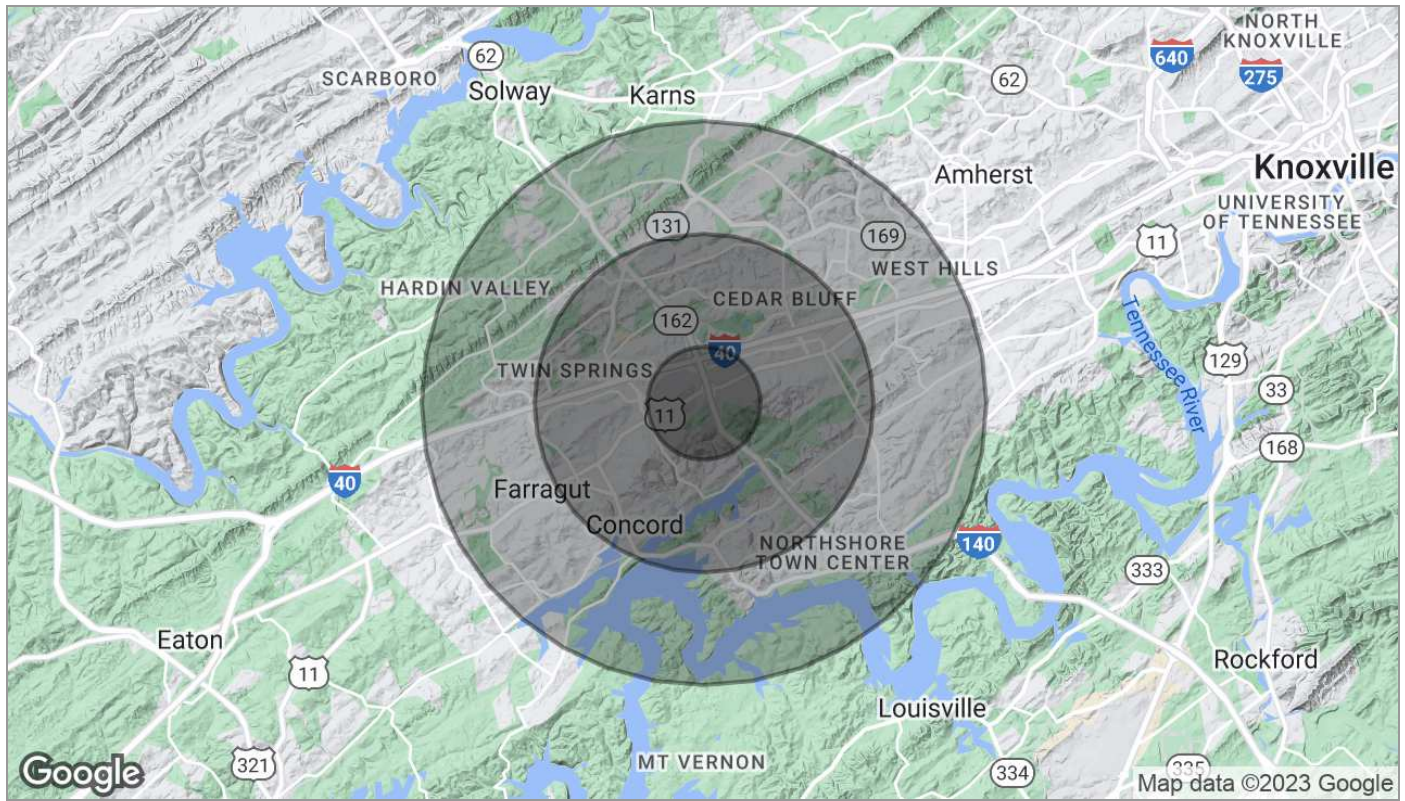 NORTH
KNOXVILLE
640
275
62
SCARBORO
Solway
Karns
62
Knoxville
Amherst
UNIVERSITY
OF TENNESSEE
131
169
11
WEST HILLS
HARDIN VALLEY
CEDAR BLUFF
162
Tennessee River
40
129
TWIN SPRINGS
33
11
168
40
Farragut
Concord
NORTHSHORE
TOWN CENTER
140
333
Eaton
11
Rockford
Louisville
321
MT VERNON
334
335
Google
Map data ©2023 Google